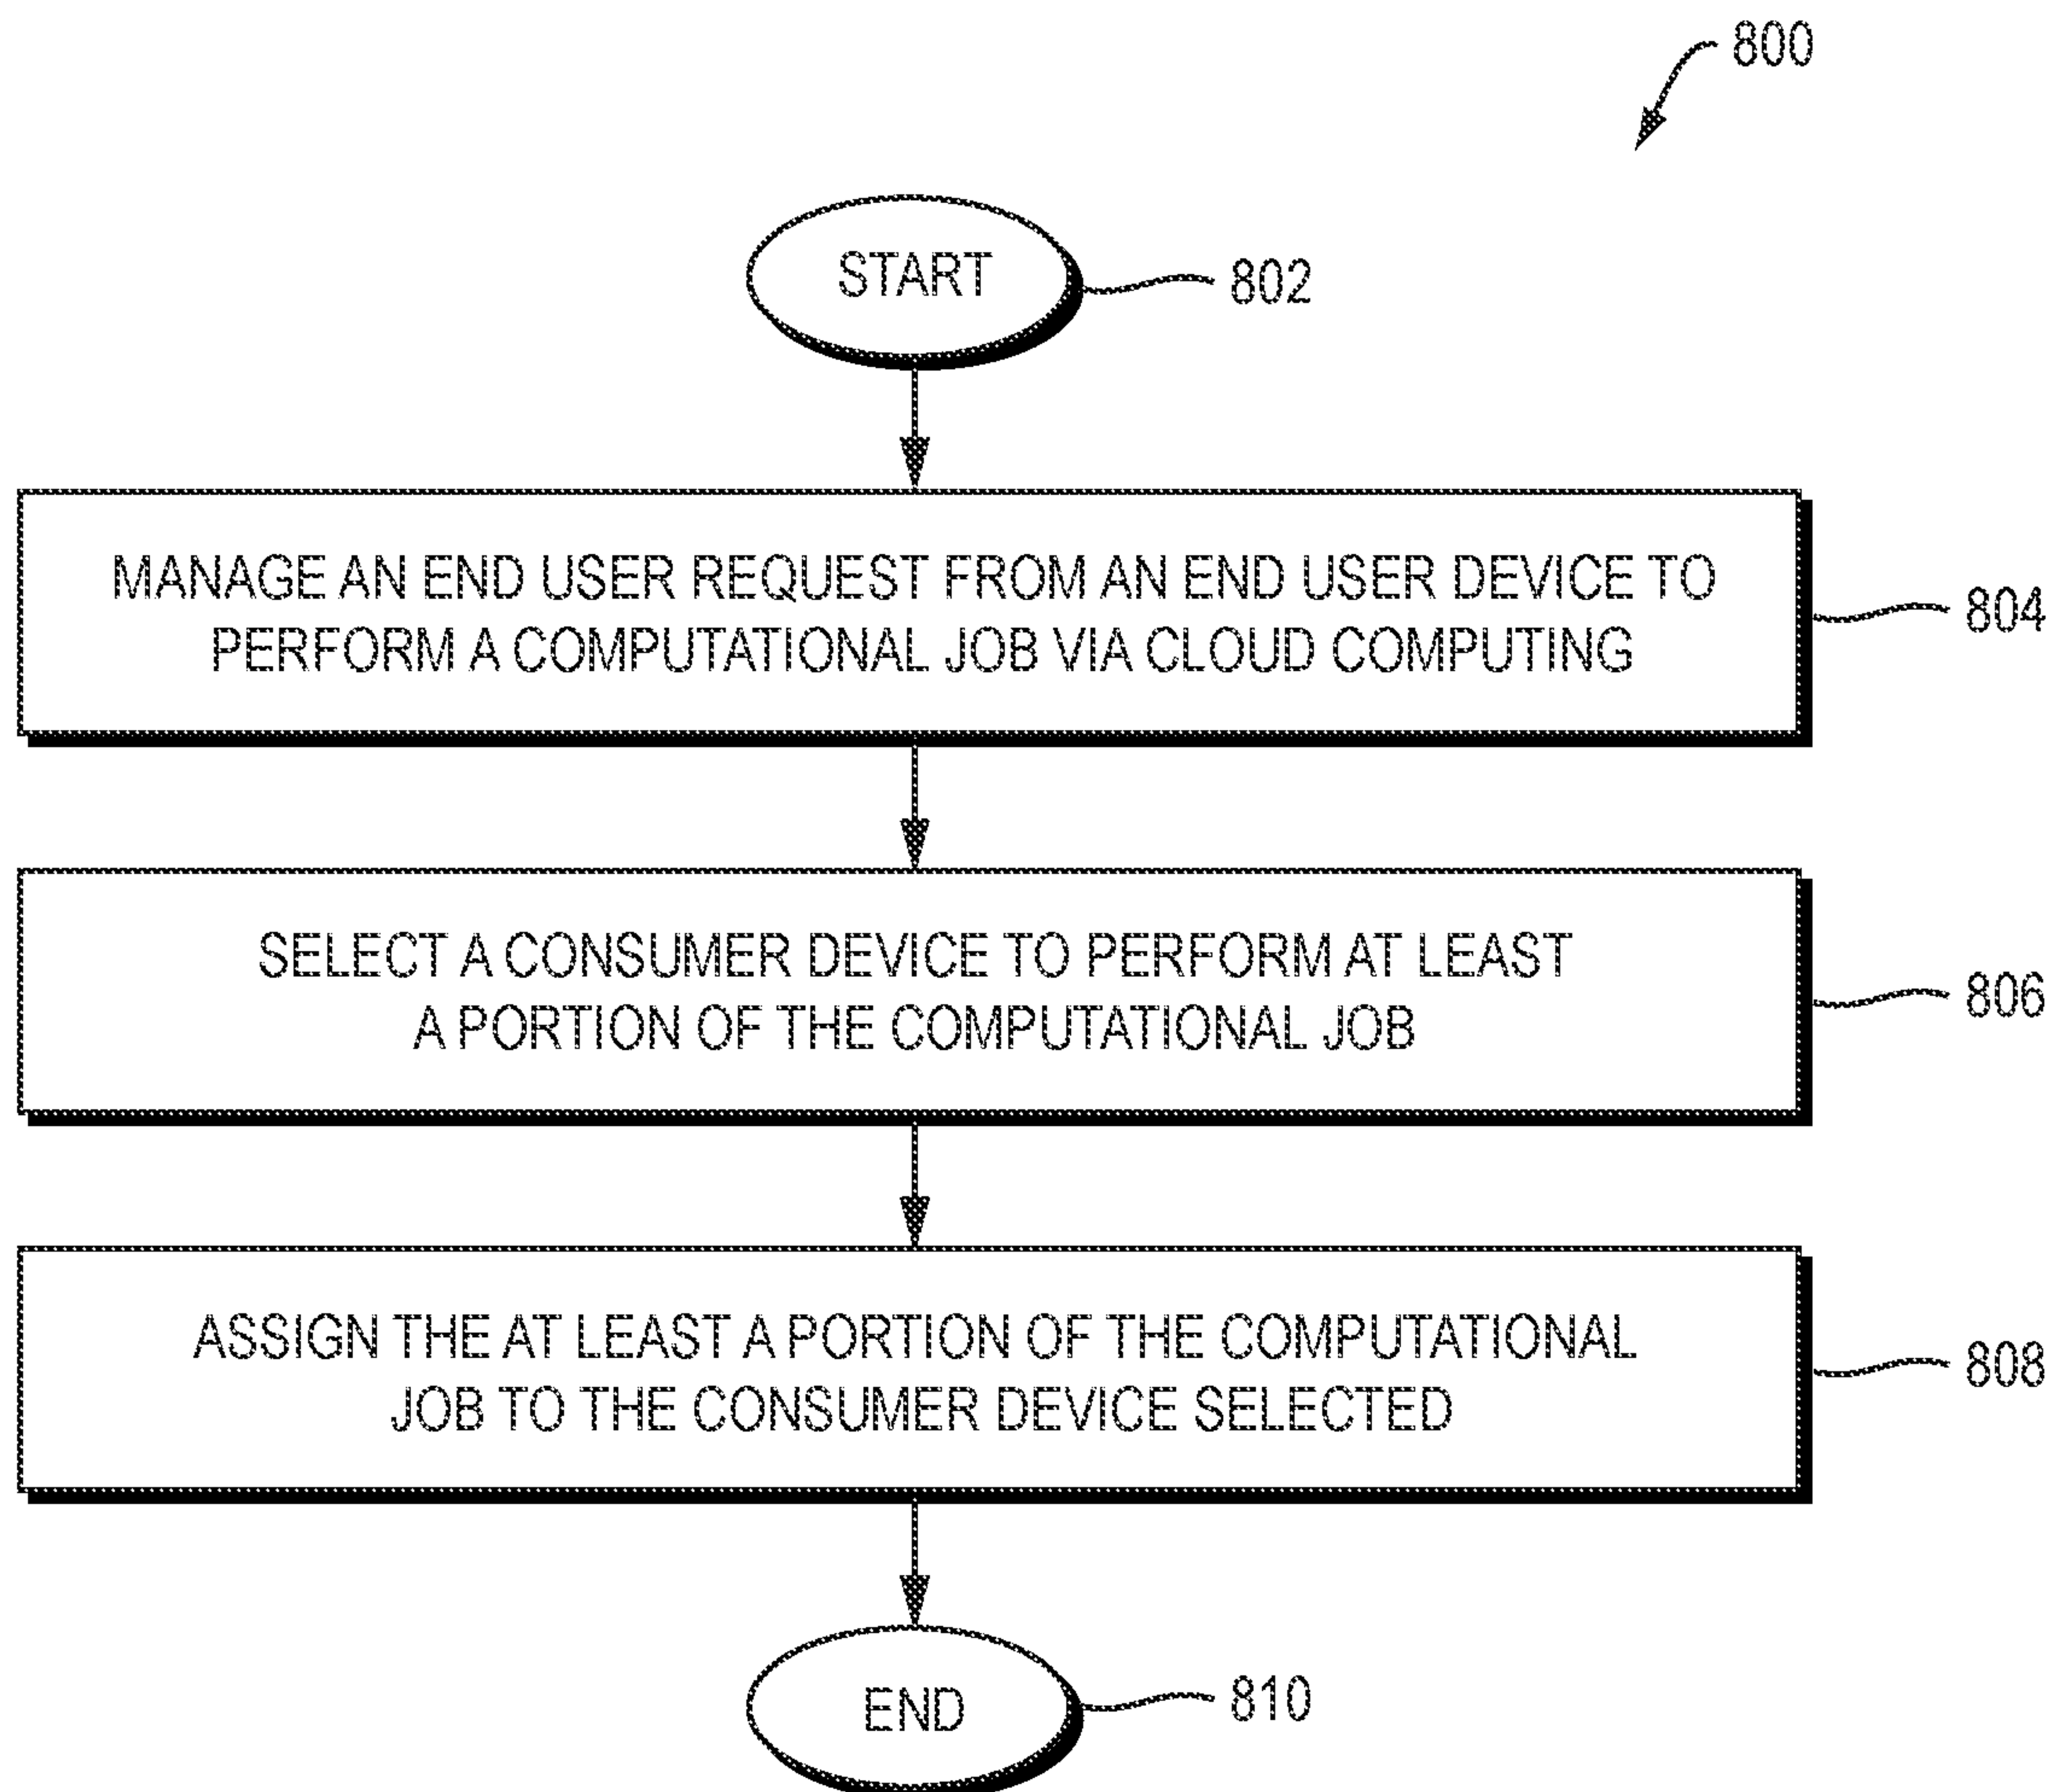 800
START
802
MANAGE AN END USER REQUEST FROM AN END USER DEVICE TO
PERFORM A COMPUTATIONAL JOB VIA CLOUD COMPUTING
804
SELECT A CONSUMER DEVICE TO PERFORM AT LEAST
A PORTION OF THE COMPUTATIONAL JOB
806
ASSIGN THE AT LEAST A PORTION OF THE COMPUTATIONAL
JOB TO THE CONSUMER DEVICE SELECTED
808
END
810